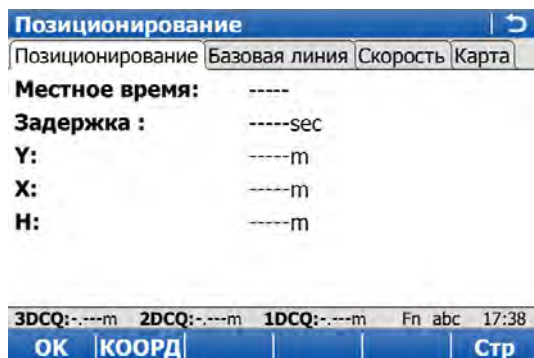 Позиционирование
Позиционирование Базовая линия Скорость Карта
Местное время: -----
Задержка : -----sec
Y: -----m
X: -----m
H: -----m
3DCQ:-.---m 2DCQ:-.---m 1DCQ:-.---m Fn abc 17:38
ОК КООРД Стр